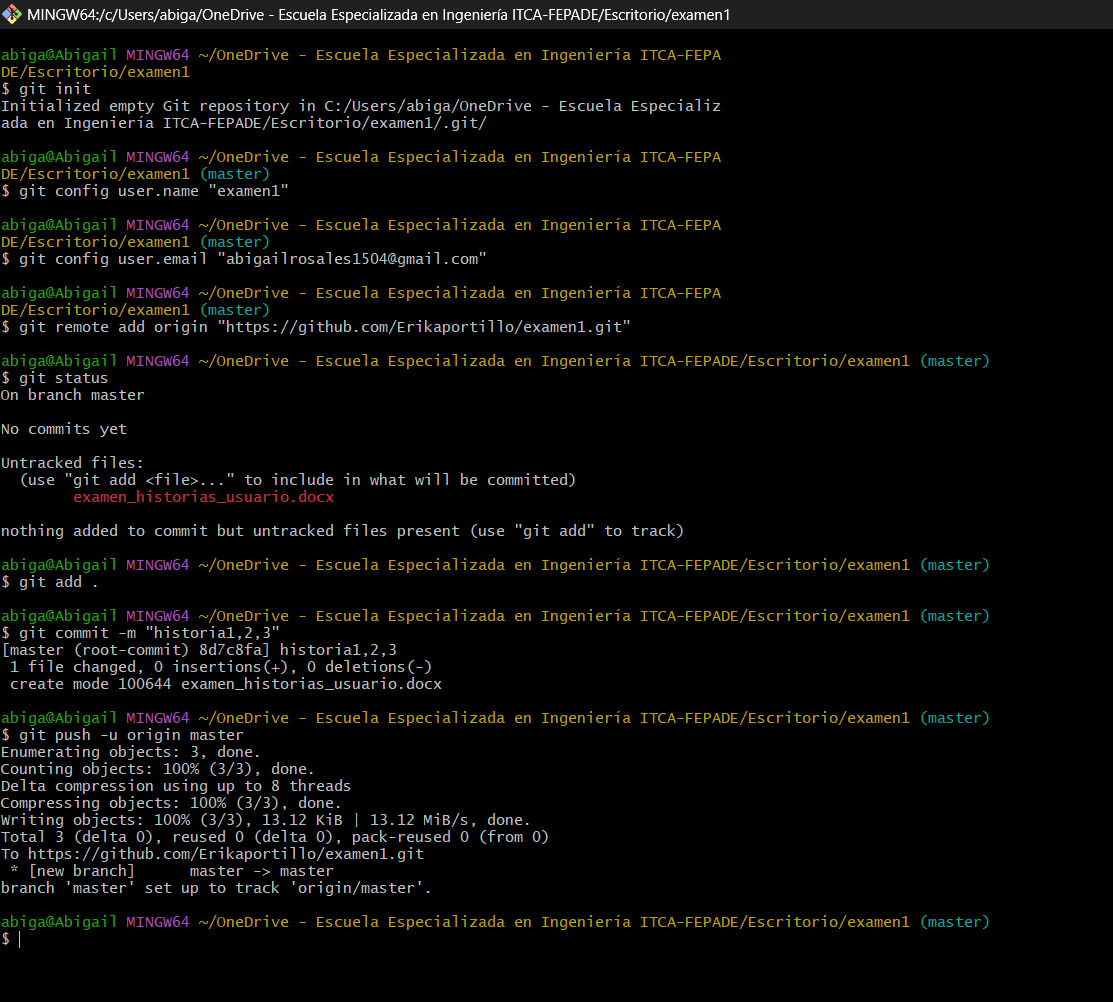 MINGW64:/c/Users/abiga/OneDrive - Escuela Especializada en Ingeniería ITCA-FEPADE/Escritorio/examen1
abiga@Abigail MINGW64 ~/OneDrive - Escuela Especializada en Ingeniería ITCA-FEPA
DE/Escritorio/examen1
$ git init
Initialized empty Git repository in C:/Users/abiga/OneDrive - Escuela Especializ
ada en Ingeniería ITCA-FEPADE/Escritorio/examen1/.git/
abiga@Abigail MINGW64 ~/OneDrive - Escuela Especializada en Ingeniería ITCA-FEPA
DE/Escritorio/examen1 (master)
$ git config user.name "examen1"
abiga@Abigail MINGW64 ~/OneDrive - Escuela Especializada en Ingeniería ITCA-FEPA
DE/Escritorio/examen1 (master)
$ git config user.email "abigailrosales1504@gmail.com"
abiga@Abigail MINGW64 ~/OneDrive - Escuela Especializada en Ingeniería ITCA-FEPA
DE/Escritorio/examen1 (master)
$ git remote add origin "https://github.com/Erikaportillo/examen1.git"
abiga@Abigail MINGW64 ~/OneDrive - Escuela Especializada en Ingeniería ITCA-FEPADE/Escritorio/examen1 (master)
$ git status
On branch master
No commits yet
Untracked files:
  (use "git add <file>..." to include in what will be committed)
        examen_historias_usuario.docx
nothing added to commit but untracked files present (use "git add" to track)
abiga@Abigail MINGW64 ~/OneDrive - Escuela Especializada en Ingeniería ITCA-FEPADE/Escritorio/examen1 (master)
$ git add .
abiga@Abigail MINGW64 ~/OneDrive - Escuela Especializada en Ingeniería ITCA-FEPADE/Escritorio/examen1 (master)
$ git commit -m "historia1,2,3"
[master (root-commit) 8d7c8fa] historia1,2,3
 1 file changed, 0 insertions(+), 0 deletions(-)
 create mode 100644 examen_historias_usuario.docx
abiga@Abigail MINGW64 ~/OneDrive - Escuela Especializada en Ingeniería ITCA-FEPADE/Escritorio/examen1 (master)
$ git push -u origin master
Enumerating objects: 3, done.
Counting objects: 100% (3/3), done.
Delta compression using up to 8 threads
Compressing objects: 100% (3/3), done.
Writing objects: 100% (3/3), 13.12 KiB | 13.12 MiB/s, done.
Total 3 (delta 0), reused 0 (delta 0), pack-reused 0 (from 0)
To https://github.com/Erikaportillo/examen1.git
 * [new branch]      master -> master
branch 'master' set up to track 'origin/master'.
abiga@Abigail MINGW64 ~/OneDrive - Escuela Especializada en Ingeniería ITCA-FEPADE/Escritorio/examen1 (master)
$